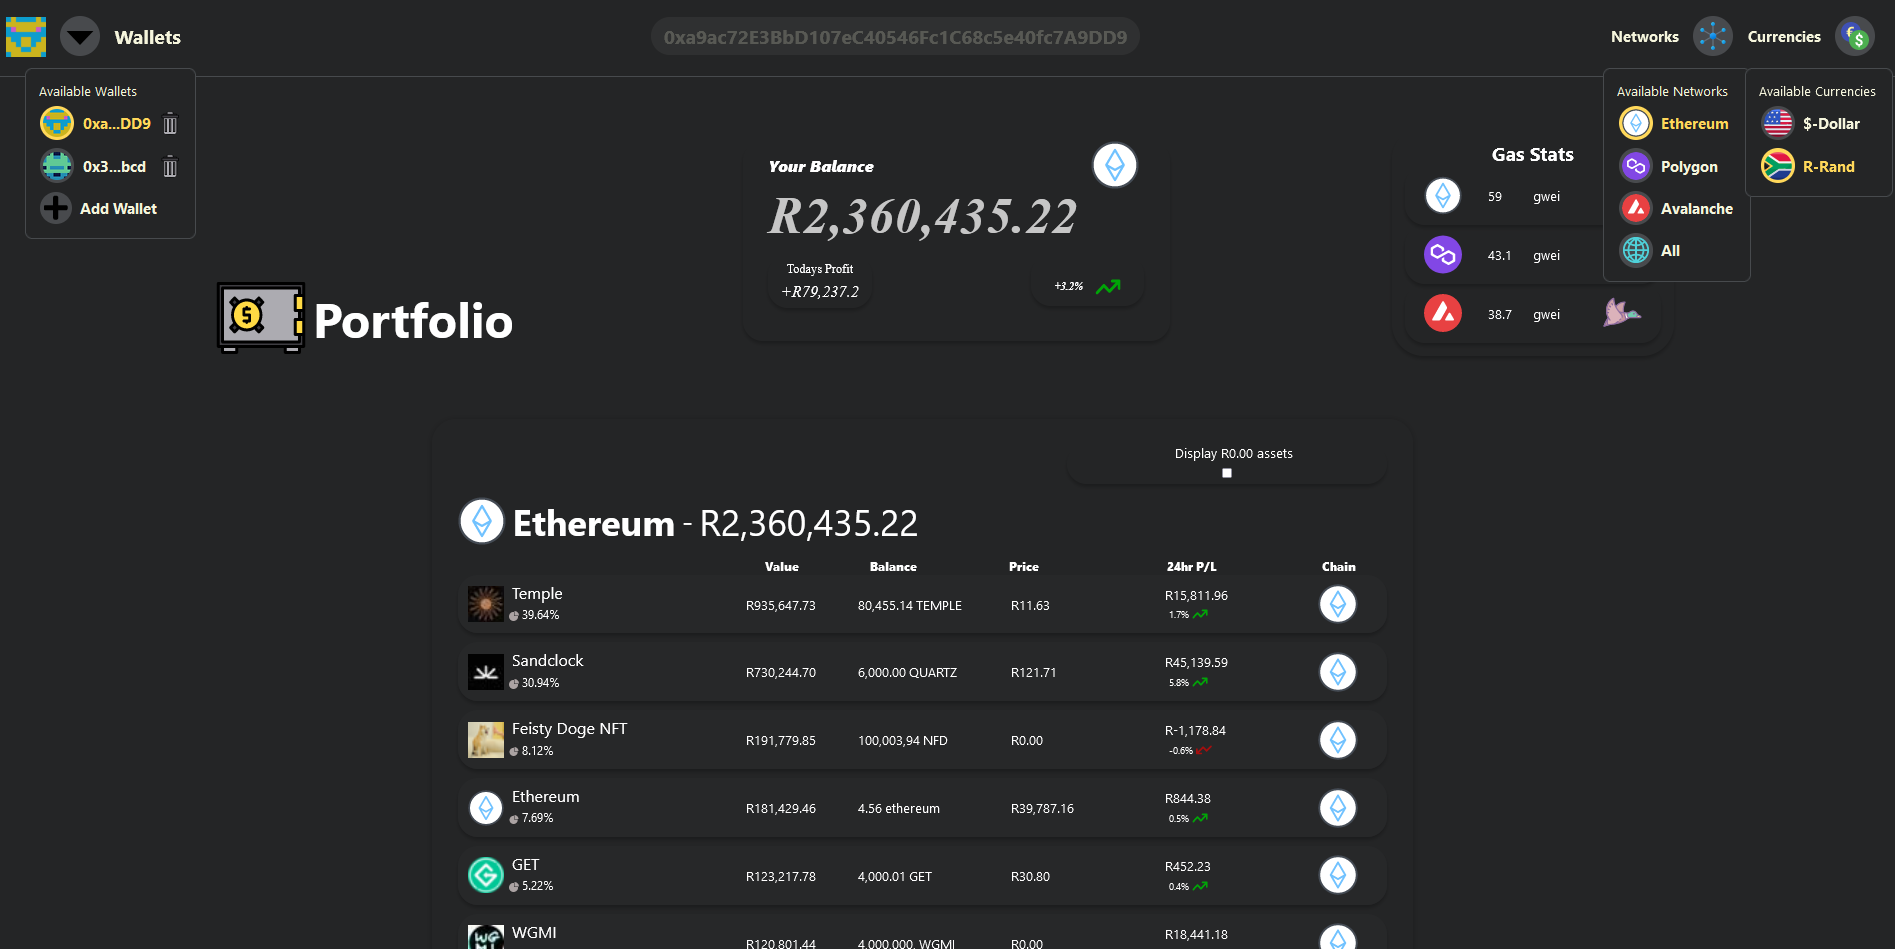 Wallets
0xa9ac72E3BbD107eC40546Fc1C68c5e40fc7A9DD9
Networks
Currencies
Available Wallets
0xa...DD9
0x3...bcd
Add Wallet
Available Networks
Ethereum
Polygon
Avalanche
All
Available Currencies
$-Dollar
R-Rand
Your Balance
R2,360,435.22
Todays Profit
+R79,237.2
+3.2%
Gas Stats
59 gwei
43.1 gwei
38.7 gwei
Portfolio
Display R0.00 assets
Ethereum - R2,360,435.22
Value Balance Price 24hr P/L Chain
Temple
39.64%
R935,647.73 80,455.14 TEMPLE R11.63
R15,811.96
1.7%
Sandclock
30.94%
R730,244.70 6,000.00 QUARTZ R121.71
R45,139.59
5.8%
Feisty Doge NFT
8.12%
R191,779.85 100,003,94 NFD R0.00
R-1,178.84
-0.6%
Ethereum
7.69%
R181,429.46 4.56 ethereum R39,787.16
R844.38
0.5%
GET
5.22%
R123,217.78 4,000.01 GET R30.80
R452.23
0.4%
WGMI
R120,801.44 4,000,000, WGMI R0.00
R18,441.18